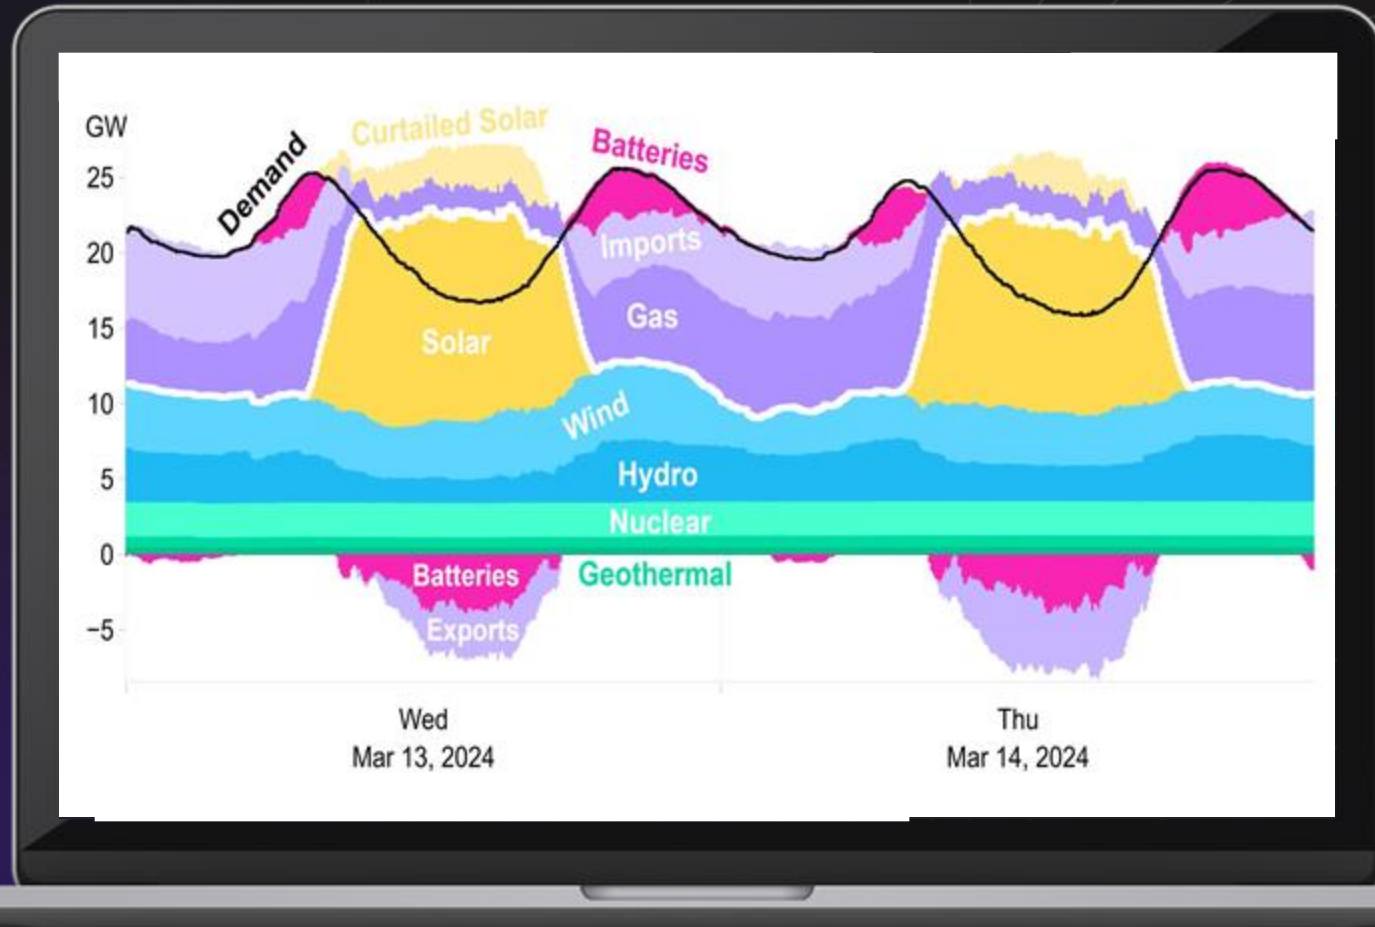 GW
25
20
15
10
5
0
−5
Demand
Curtailed Solar
Batteries
Imports
Gas
Solar
Wind
Hydro
Nuclear
Batteries
Geothermal
Exports
Wed
Mar 13, 2024
Thu
Mar 14, 2024